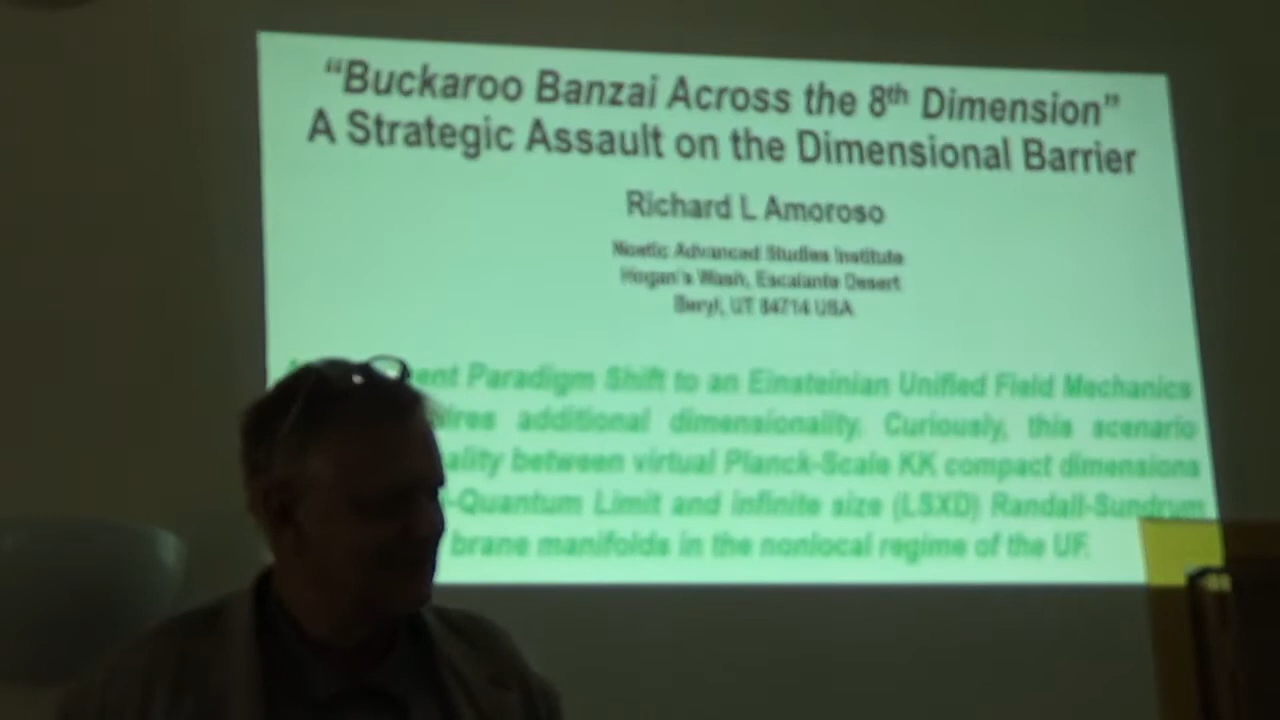 “Buckaroo Banzai Across the 8th Dimension”
A Strategic Assault on the Dimensional Barrier
Richard L Amoroso
Noetic Advanced Studies Institute
Hogan's Wash, Escalante Desert
Beryl, UT 84714 USA
Paradigm Shift to an Einsteinian Unified Field Mechanics
additional dimensionality. Curiously, this scenario
between virtual Planck-Scale KK compact dimensions
-Quantum Limit and infinite size (LSXD) Randall-Sundrum
brane manifolds in the nonlocal regime of the UF.